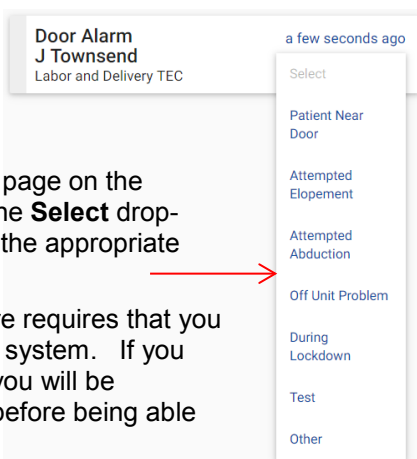 Door Alarm
a few seconds ago
J Townsend
Labor and Delivery TEC
Select
Patient Near
Door
Attempted
Elopement
Attempted
Abduction
Off Unit Problem
During
Lockdown
Test
Other
page on the
he Select drop-
the appropriate
e requires that you
system. If you
you will be
before being able